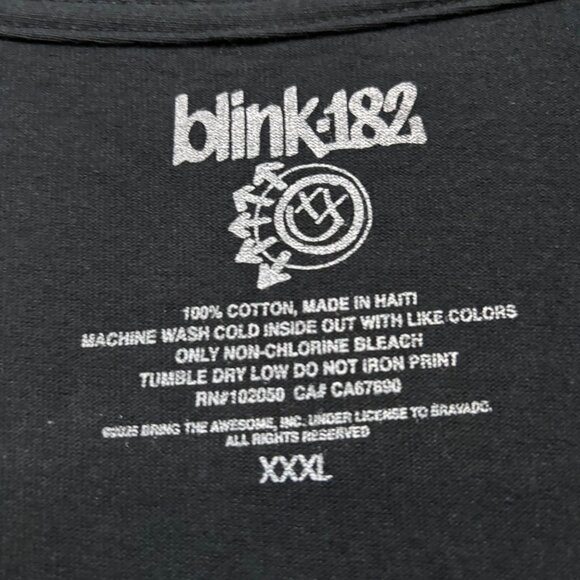 blink-182
100% COTTON, MADE IN HAITI
MACHINE WASH COLD INSIDE OUT WITH LIKE COLORS
ONLY NON-CHLORINE BLEACH
TUMBLE DRY LOW DO NOT IRON PRINT
RN#102050 CA# CA67690
BRING THE AWESOME, INC. UNDER LICENSE TO BRAVADO.
ALL RIGHTS RESERVED
XXXL